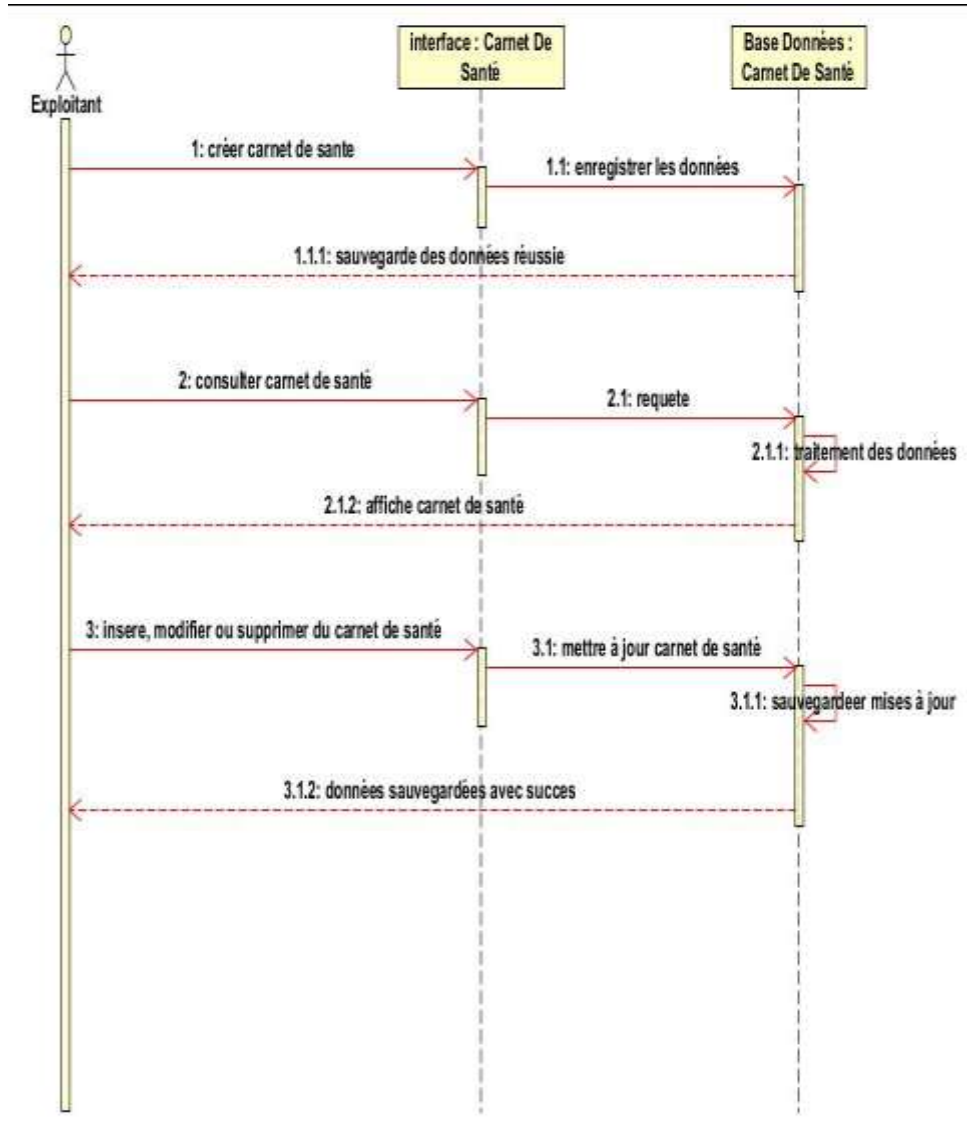 Exploitant
interface : Carnet De
Santé
Base Données :
Carnet De Santé
1: créer carnet de sante
1.1: enregistrer les données
1.1.1: sauvegarde des données réussie
2: consulter carnet de santé
2.1: requete
2.1.1: traitement des données
2.1.2: affiche carnet de santé
3: insere, modifier ou supprimer du carnet de santé
3.1: mettre à jour carnet de santé
3.1.1: sauvegardeer mises à jour
3.1.2: données sauvegardées avec succes